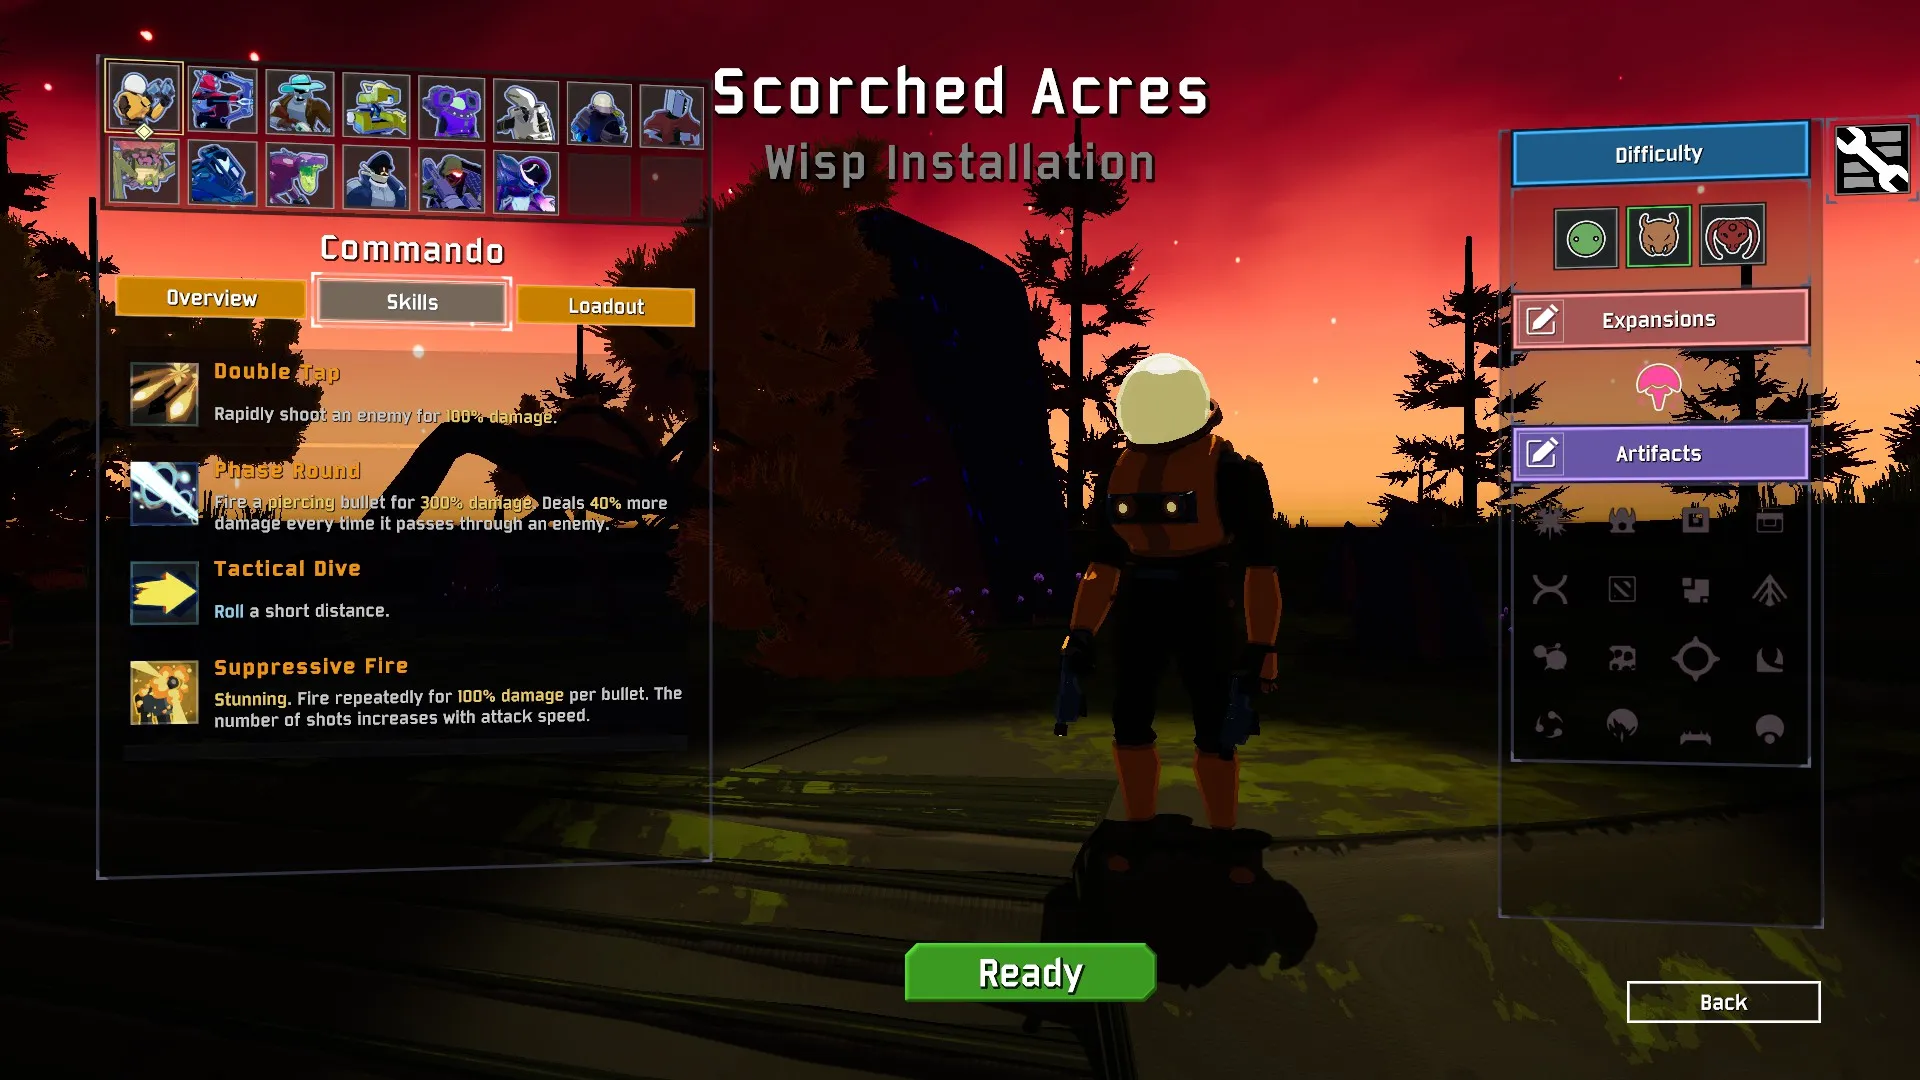 Scorched Acres
Wisp Installation
Commando
Overview
Skills
Loadout
Double Tap
Rapidly shoot an enemy for 100% damage.
Phase Round
Fire a piercing bullet for 300% damage. Deals 40% more
damage every time it passes through an enemy.
Tactical Dive
Roll a short distance.
Suppressive Fire
Stunning. Fire repeatedly for 100% damage per bullet. The
number of shots increases with attack speed.
Difficulty
Expansions
Artifacts
Ready
Back